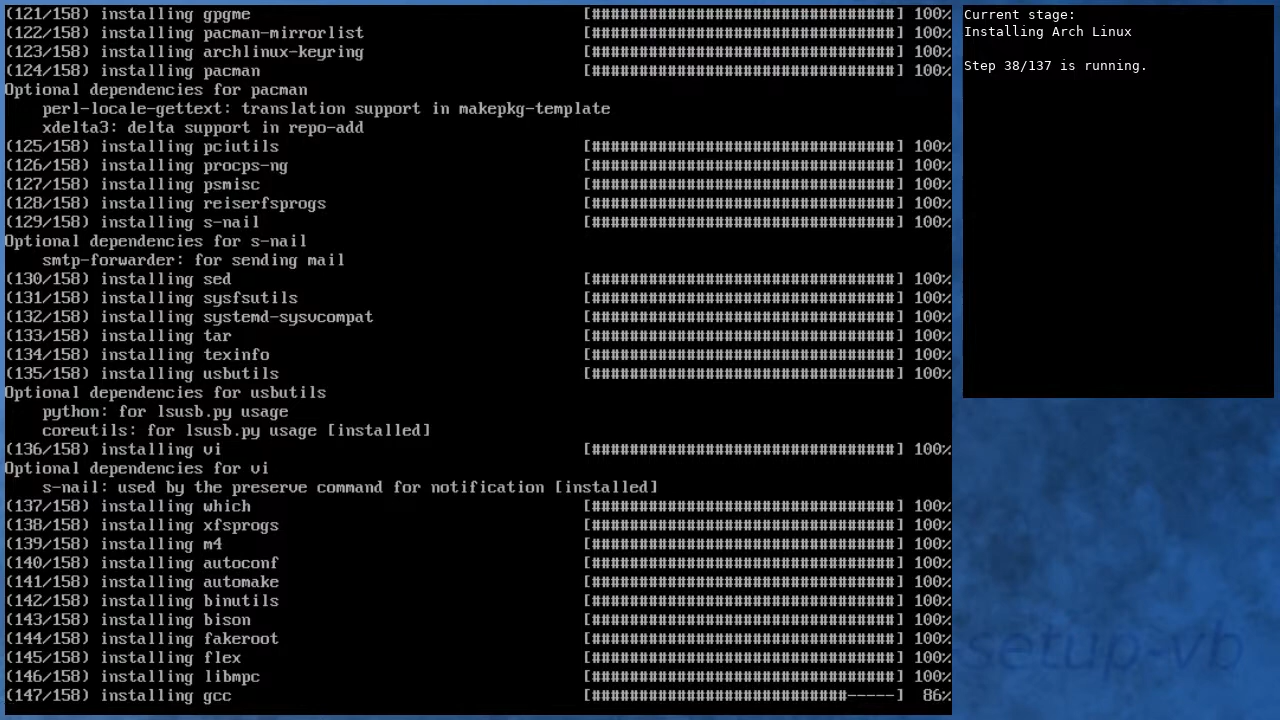 (121/158) installing gpgme [################################] 100%
(122/158) installing pacman-mirrorlist [################################] 100%
(123/158) installing archlinux-keyring [################################] 100%
(124/158) installing pacman [################################] 100%
Optional dependencies for pacman
    perl-locale-gettext: translation support in makepkg-template
    xdelta3: delta support in repo-add
(125/158) installing pciutils [################################] 100%
(126/158) installing procps-ng [################################] 100%
(127/158) installing psmisc [################################] 100%
(128/158) installing reiserfsprogs [################################] 100%
(129/158) installing s-nail [################################] 100%
Optional dependencies for s-nail
    smtp-forwarder: for sending mail
(130/158) installing sed [################################] 100%
(131/158) installing sysfsutils [################################] 100%
(132/158) installing systemd-sysvcompat [################################] 100%
(133/158) installing tar [################################] 100%
(134/158) installing texinfo [################################] 100%
(135/158) installing usbutils [################################] 100%
Optional dependencies for usbutils
    python: for lsusb.py usage
    coreutils: for lsusb.py usage [installed]
(136/158) installing vi [################################] 100%
Optional dependencies for vi
    s-nail: used by the preserve command for notification [installed]
(137/158) installing which [################################] 100%
(138/158) installing xfsprogs [################################] 100%
(139/158) installing m4 [################################] 100%
(140/158) installing autoconf [################################] 100%
(141/158) installing automake [################################] 100%
(142/158) installing binutils [################################] 100%
(143/158) installing bison [################################] 100%
(144/158) installing fakeroot [################################] 100%
(145/158) installing flex [################################] 100%
(146/158) installing libmpc [################################] 100%
(147/158) installing gcc [###########################-----] 86%
Current stage:
Installing Arch Linux
Step 38/137 is running.
setup-vb